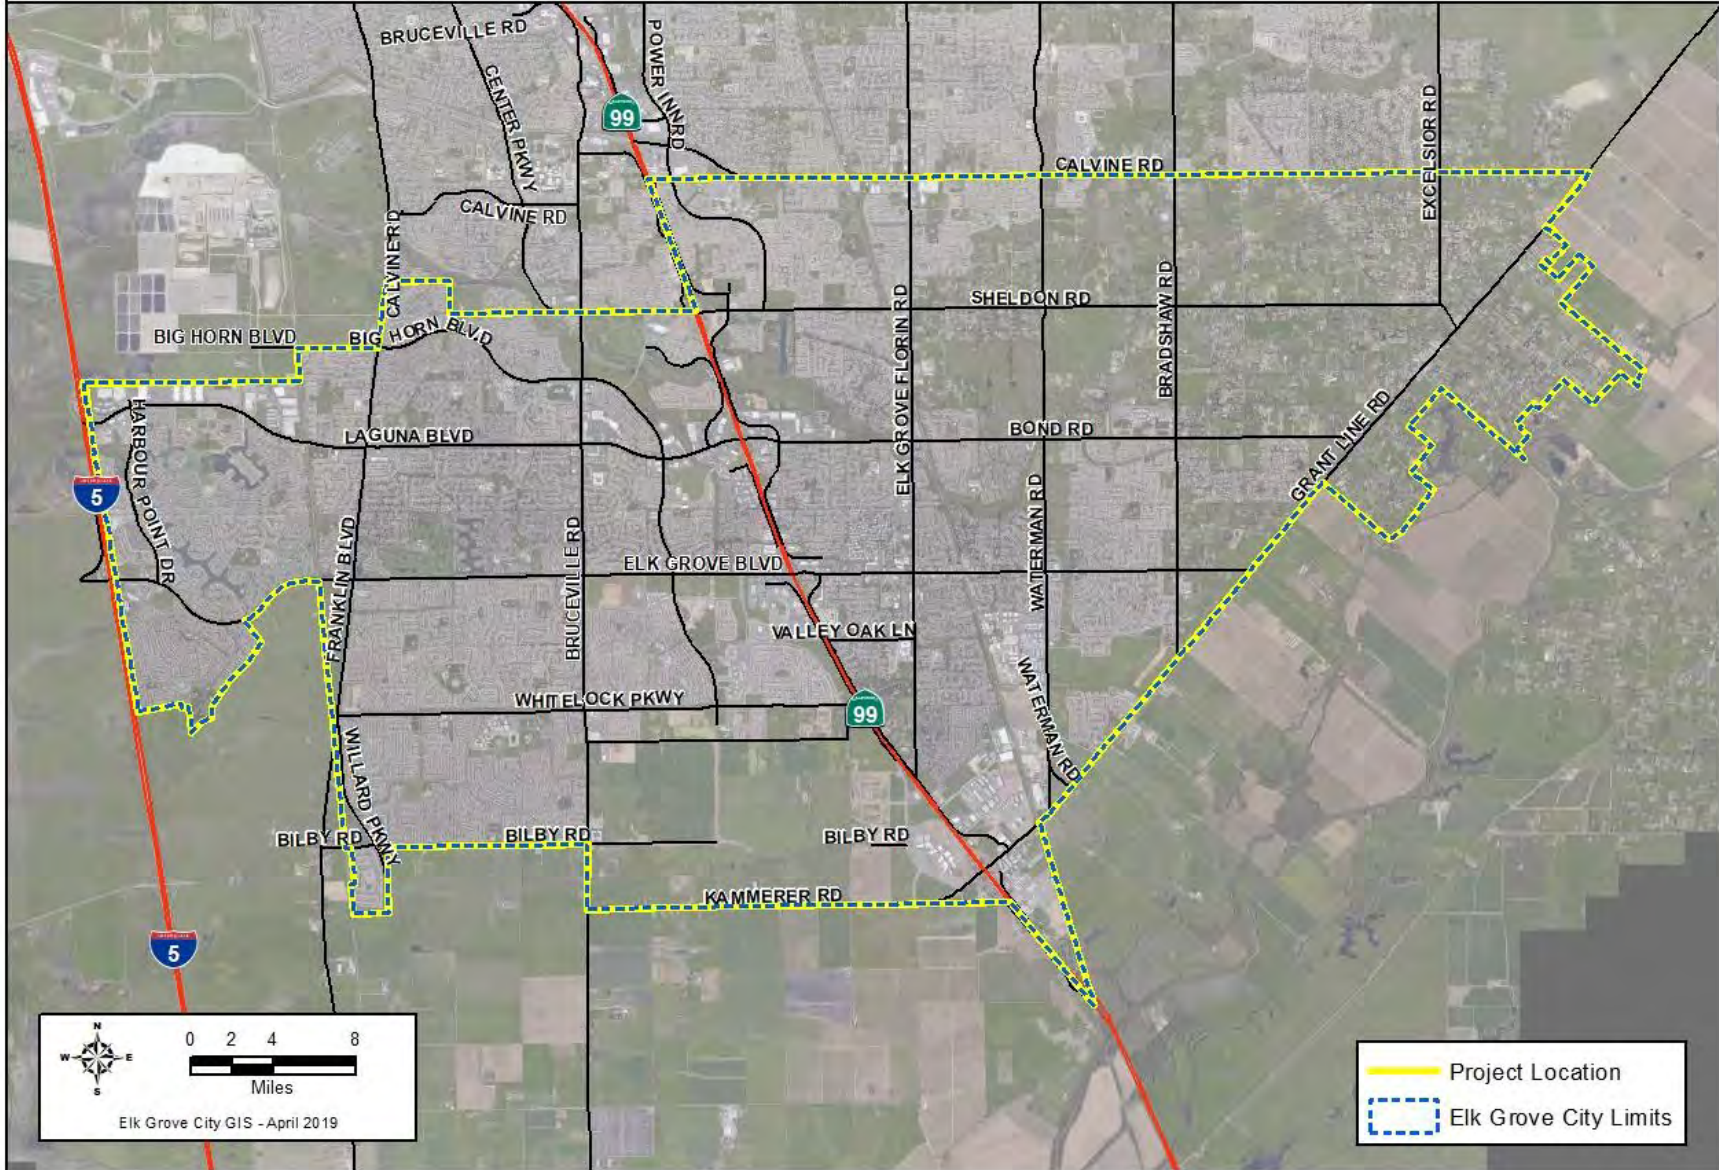 BRUCEVILLE RD
POWER INN RD
CENTER PKWY
99
EXCELSIOR RD
CALVINE RD
CALVINE RD
CALVINE RD
SHELDON RD
BRADSHAW RD
ELK GROVE FLORIN RD
BIG HORN BLVD
BIG HORN BLVD
HARBOUR POINT DR
LAGUNA BLVD
BOND RD
GRANT LINE RD
5
WATERMAN RD
FRANKLIN BLVD
BRUCEVILLE RD
ELK GROVE BLVD
VALLEY OAK LN
WATERMAN RD
WHITELOCK PKWY
99
WILLARD PKWY
BILBY RD
BILBY RD
BILBY RD
KAMMERER RD
5
N
W E
S
0 2 4 8
Miles
Elk Grove City GIS - April 2019
Project Location
Elk Grove City Limits